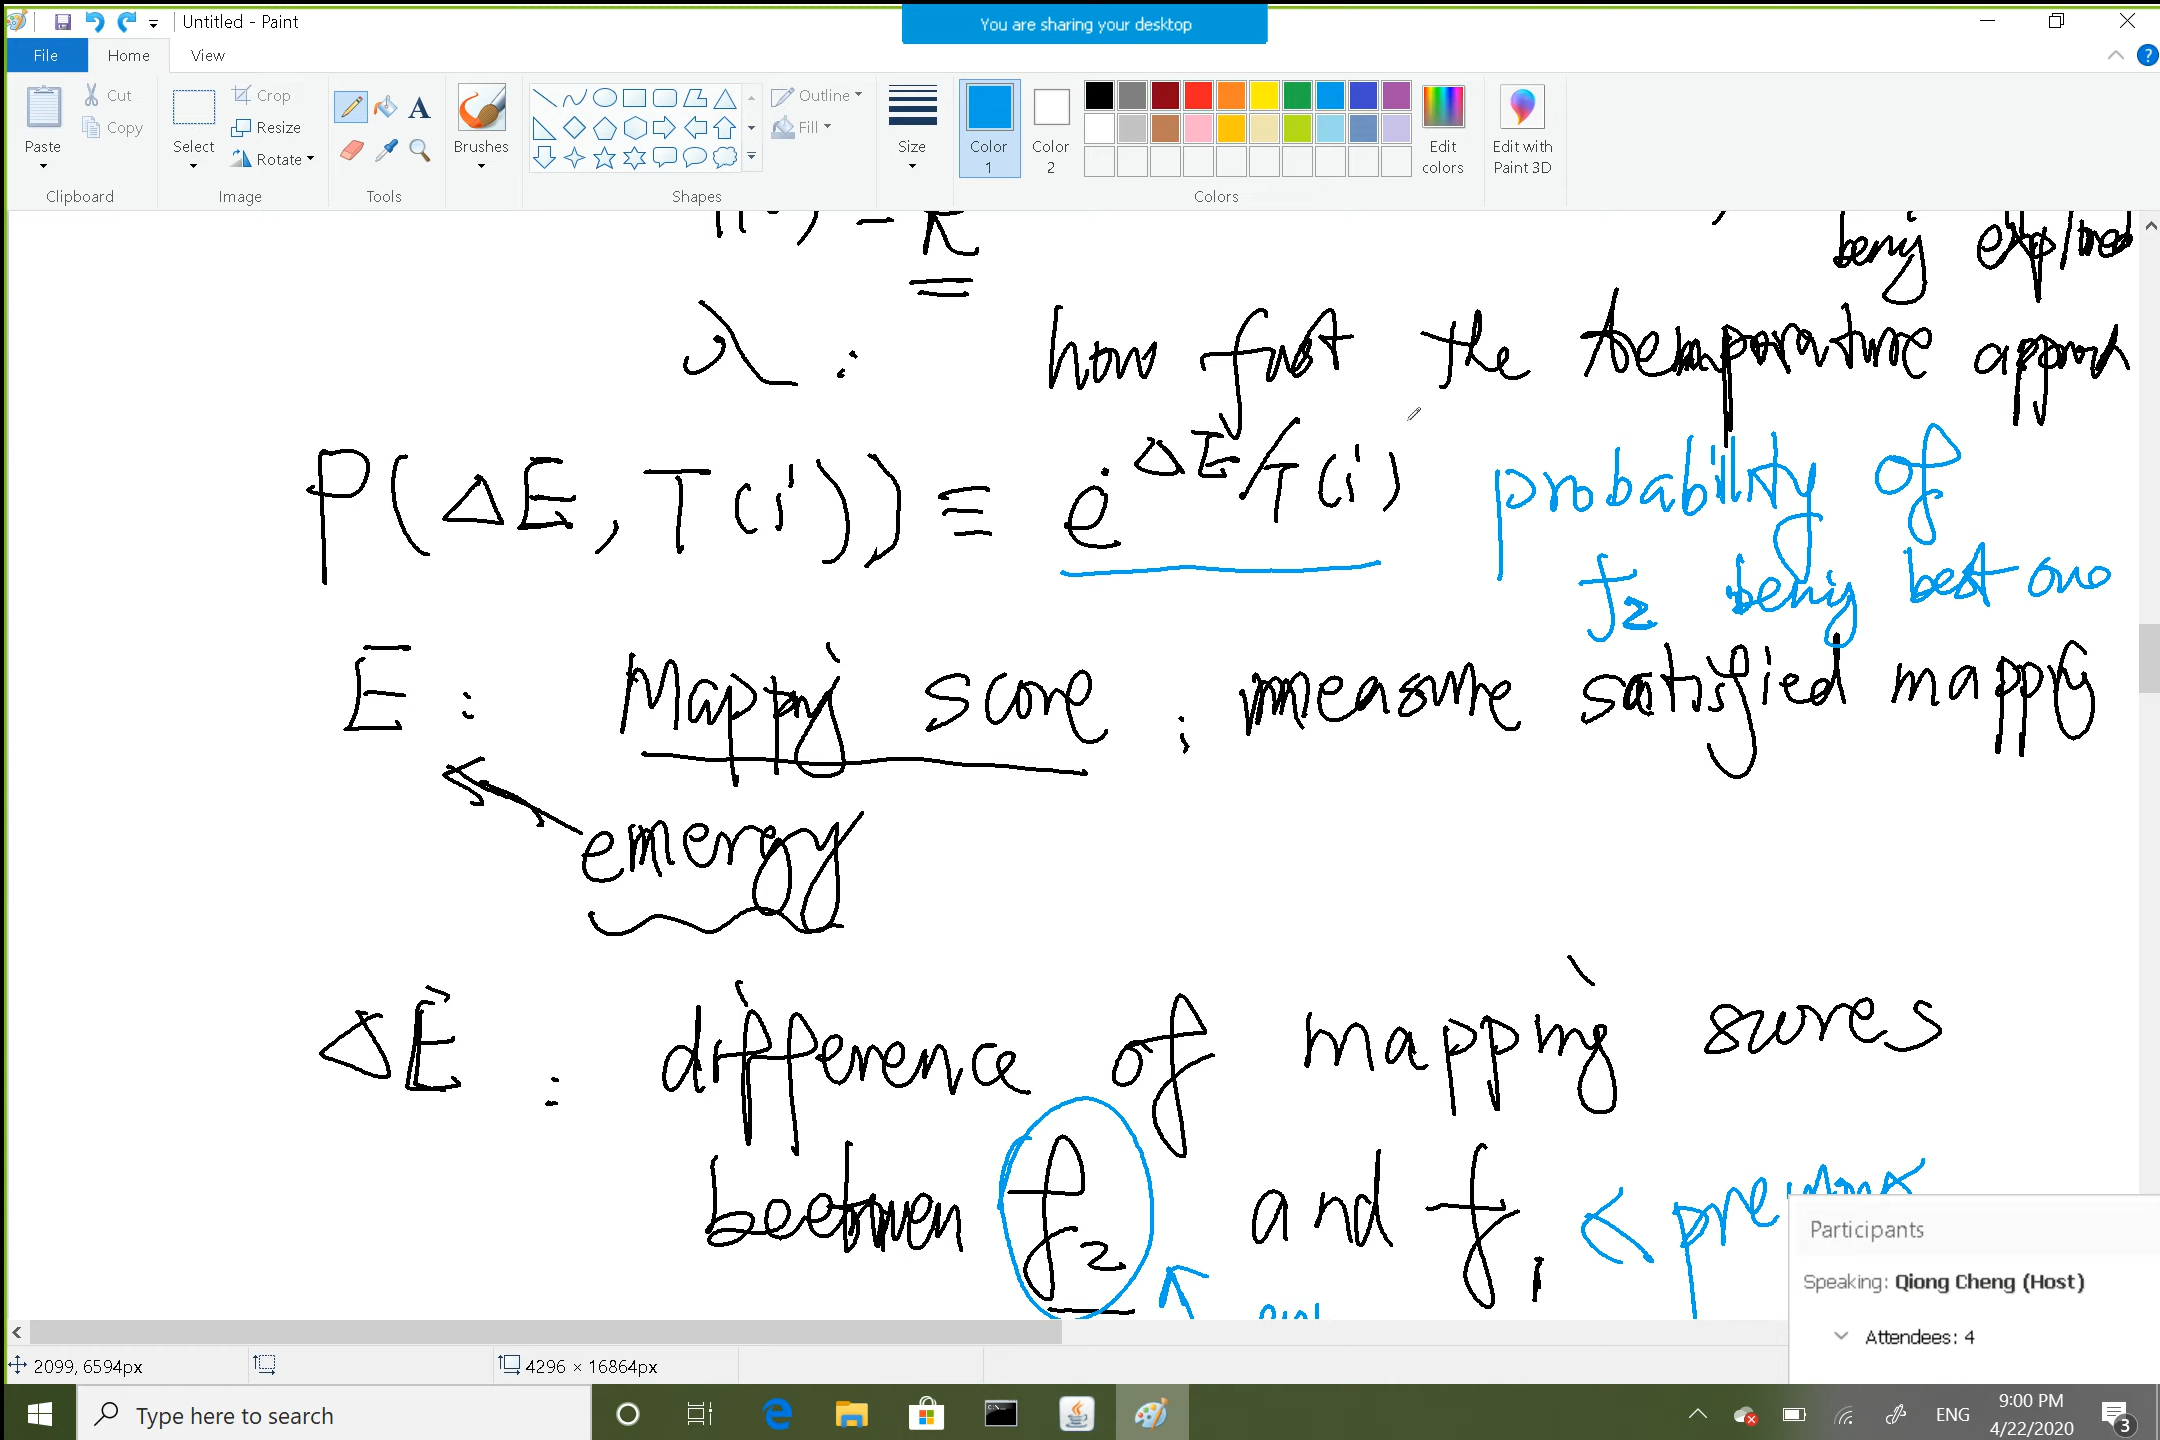 Untitled - Paint
You are sharing your desktop
File Home View
Paste
Cut
Copy
Clipboard
Select
Crop
Resize
Rotate
Image
Tools
Brushes
Shapes
Outline
Fill
Size
Color 1
Color 2
Colors
Edit colors
Edit with Paint 3D
being explored
λ : how fast the temperature approach
P(ΔE, T(i)) = e^ΔE/T(i) probability of
f2 being best one
E : Mapping score ; measure satisfied mapping
emergy
ΔE : difference of mapping scores
between f2 and f1 < previous
Participants
Speaking: Qiong Cheng (Host)
Attendees: 4
2099, 6594px
4296 × 16864px
Type here to search
ENG
9:00 PM
4/22/2020
3